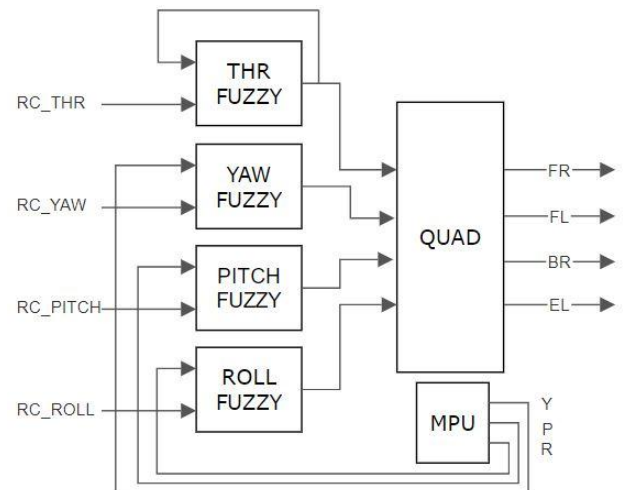 THR
FUZZY
RC_THR
YAW
FUZZY
RC_YAW
PITCH
FUZZY
RC_PITCH
ROLL
FUZZY
RC_ROLL
QUAD
FR
FL
BR
EL
MPU
Y
P
R